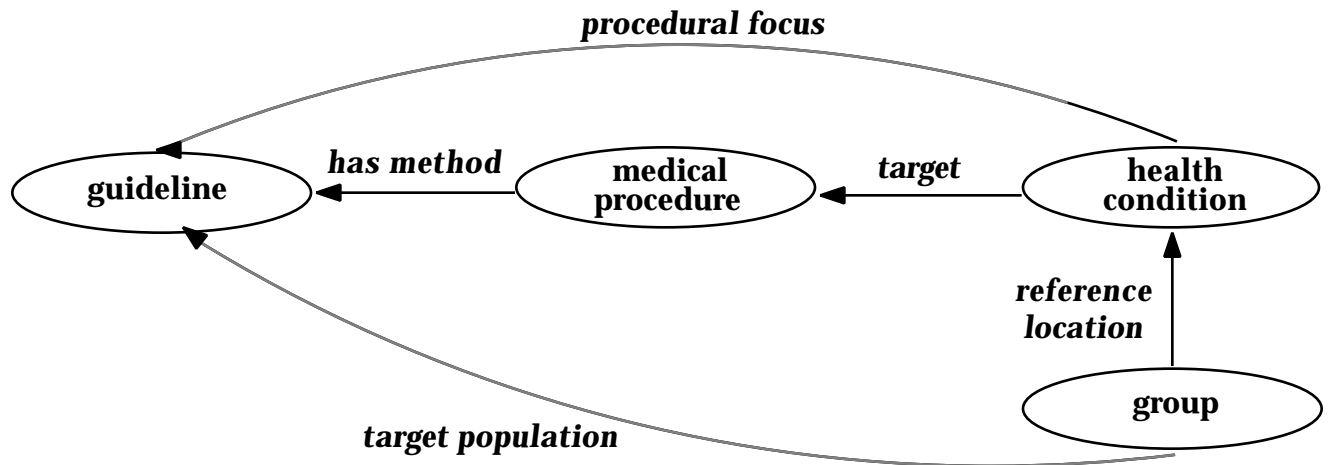 procedural focus
has method
target
guideline
medical
procedure
health
condition
reference
location
group
target population